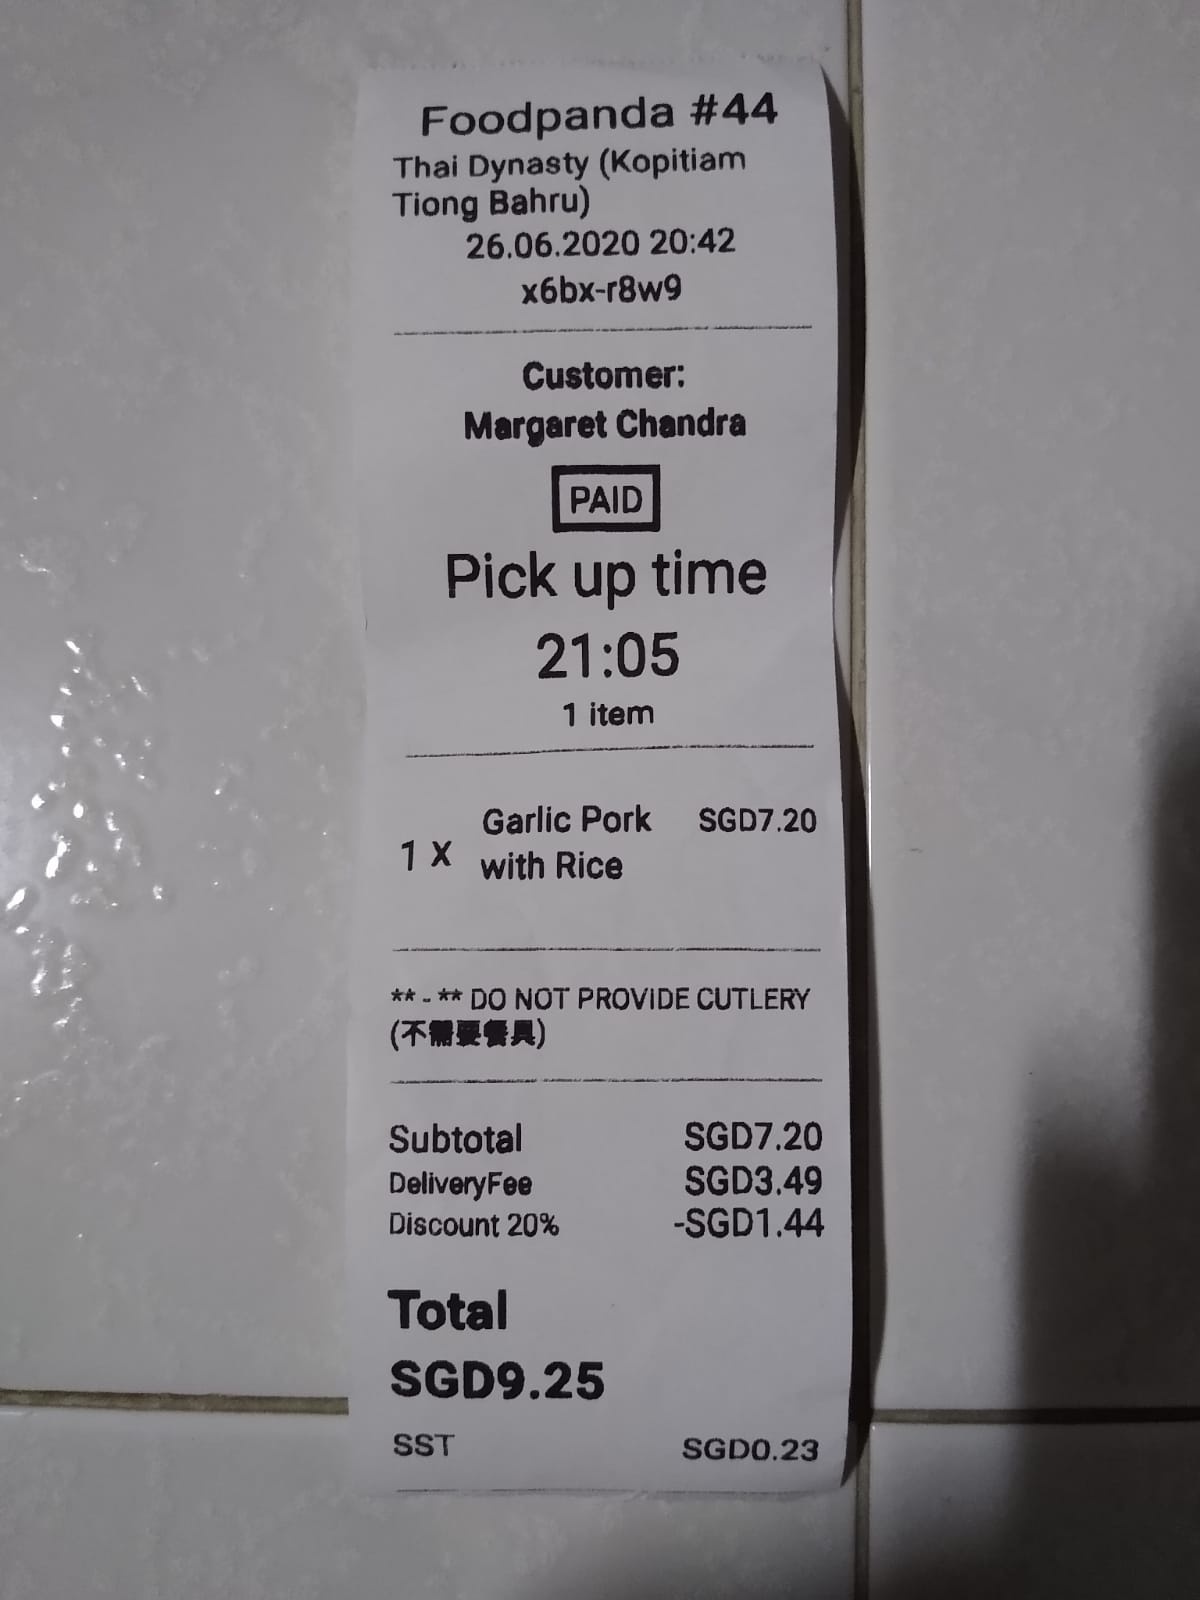 Foodpanda #44
Thai Dynasty (Kopitiam
Tiong Bahru)
26.06.2020 20:42
x6bx-r8w9
Customer:
Margaret Chandra
PAID
Pick up time
21:05
1 item
Garlic Pork SGD7.20
1 X with Rice
** - ** DO NOT PROVIDE CUTLERY
(不需要餐具)
Subtotal SGD7.20
DeliveryFee SGD3.49
Discount 20% -SGD1.44
Total
SGD9.25
SST SGD0.23